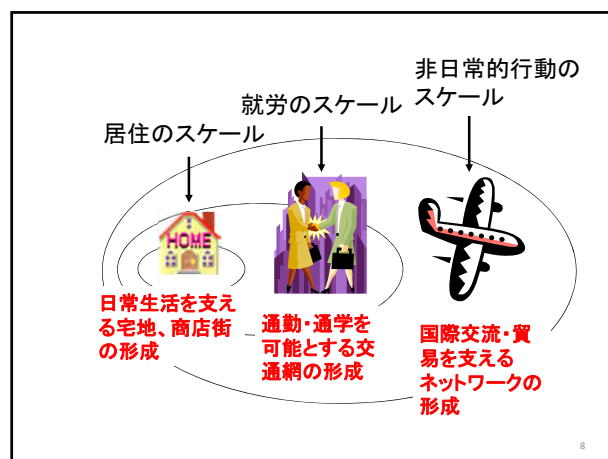 非日常的行動の
スケール
就労のスケール
居住のスケール
HOME
日常生活を支え
る宅地、商店街
の形成
通勤・通学を
可能とする交
通網の形成
国際交流・貿
易を支える
ネットワークの
形成
8